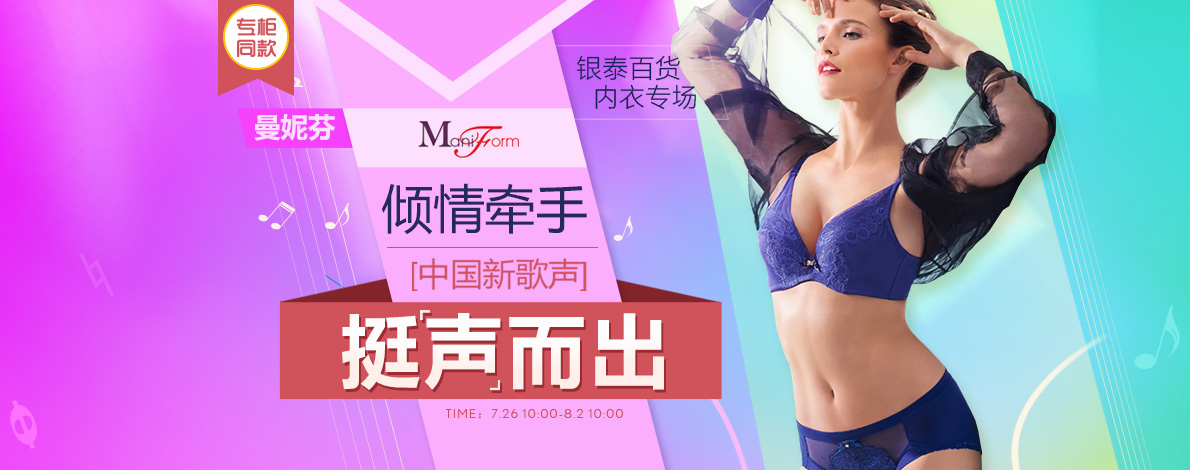 专柜
同款
银泰百货
内衣专场
曼妮芬
ManiForm
倾情牵手
[中国新歌声]
挺「声」而出
TIME：7.26 10:00-8.2 10:00